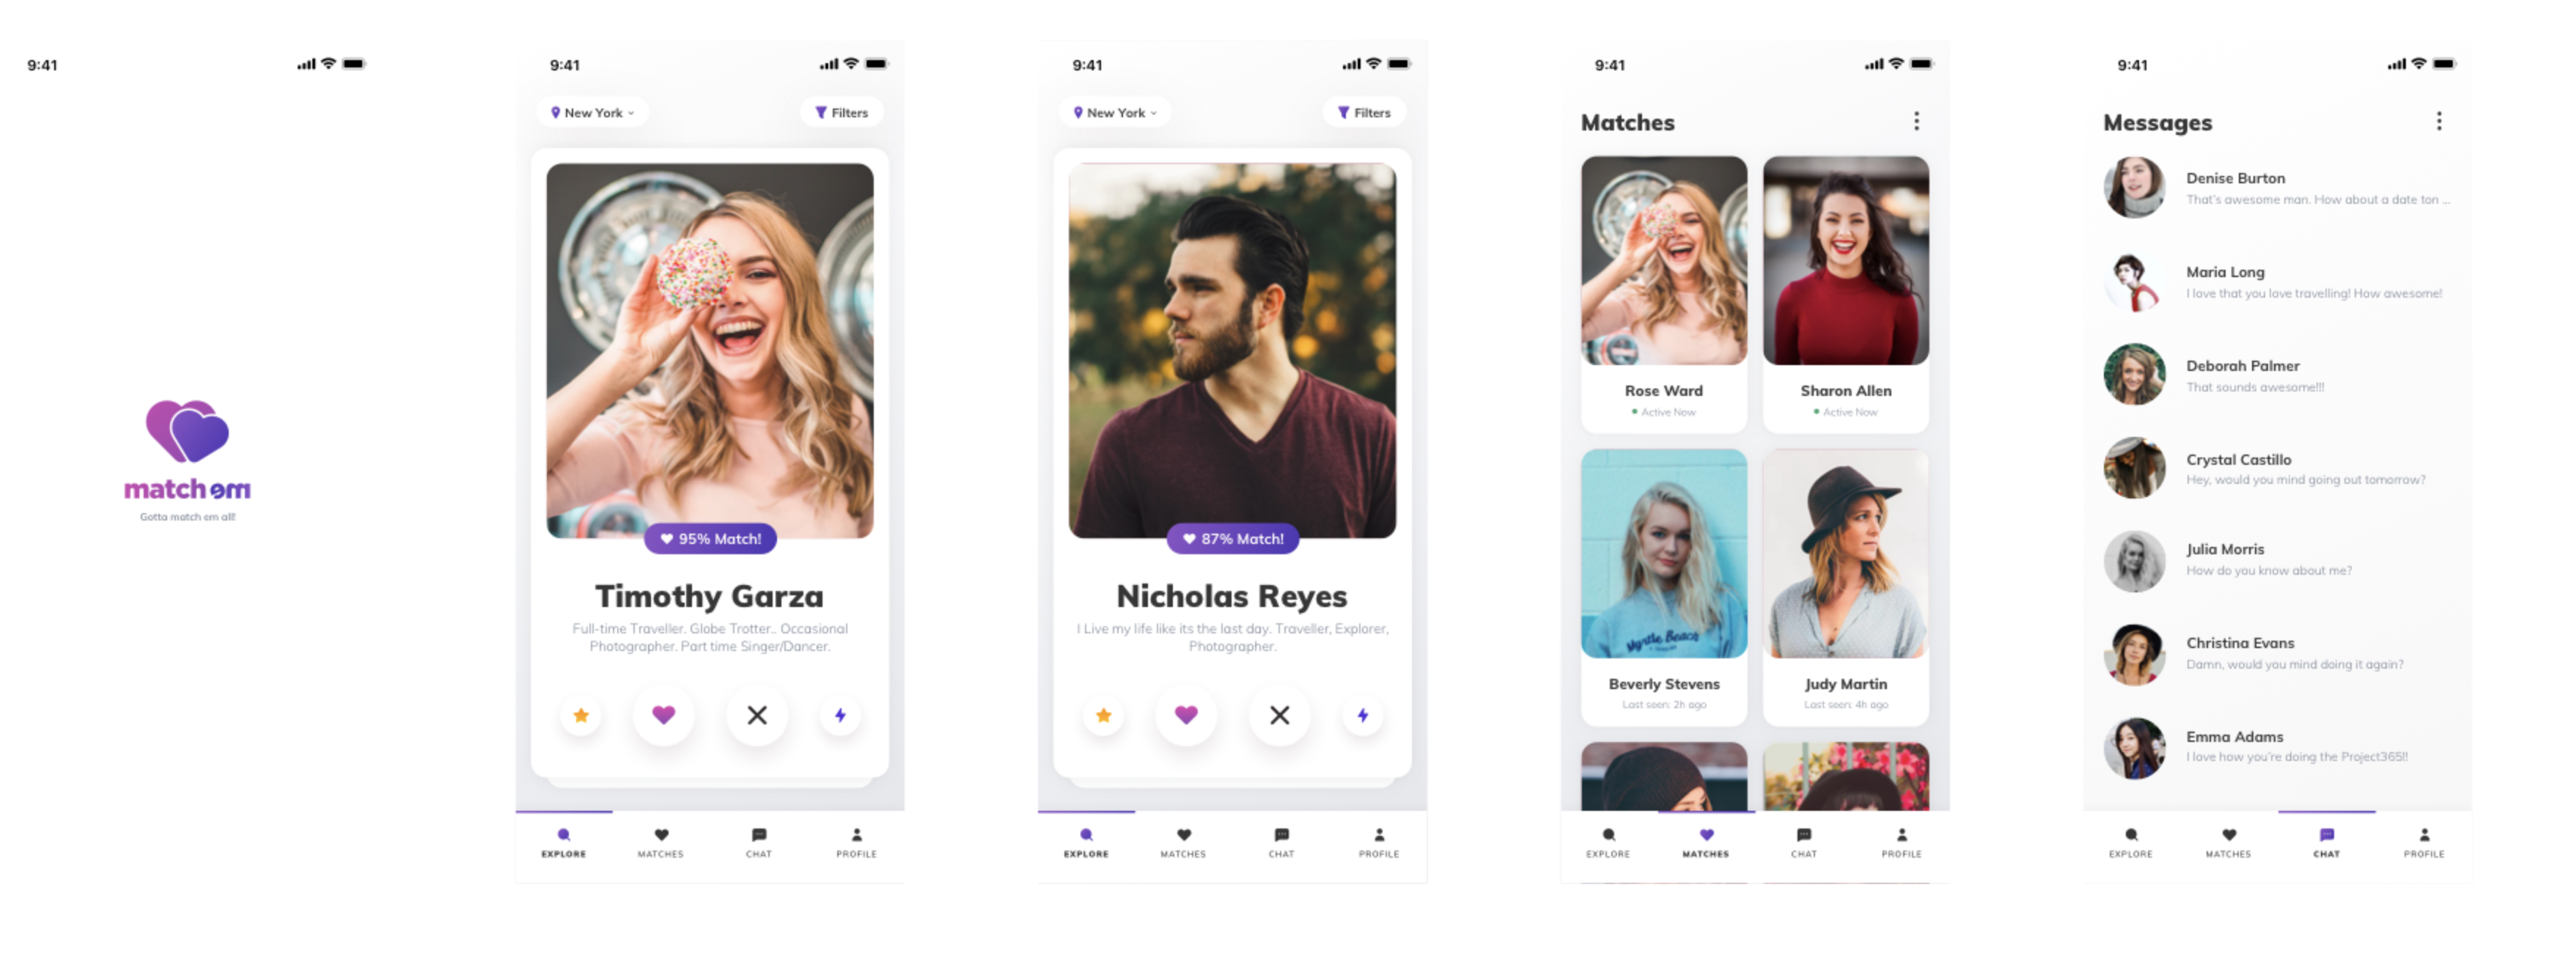 9:41
match em
Gotta match em all!
9:41
New York
Filters
95% Match!
Timothy Garza
Full-time Traveller. Globe Trotter.. Occasional
Photographer. Part time Singer/Dancer.
EXPLORE
MATCHES
CHAT
PROFILE
9:41
New York
Filters
87% Match!
Nicholas Reyes
I Live my life like its the last day. Traveller, Explorer,
Photographer.
EXPLORE
MATCHES
CHAT
PROFILE
9:41
Matches
Rose Ward
Active Now
Sharon Allen
Active Now
Myrtle Beach
Beverly Stevens
Last seen: 2h ago
Judy Martin
Last seen: 4h ago
EXPLORE
MATCHES
CHAT
PROFILE
9:41
Messages
Denise Burton
That's awesome man. How about a date ton ...
Maria Long
I love that you love travelling! How awesome!
Deborah Palmer
That sounds awesome!!!
Crystal Castillo
Hey, would you mind going out tomorrow?
Julia Morris
How do you know about me?
Christina Evans
Damn, would you mind doing it again?
Emma Adams
I love how you're doing the Project365!!
EXPLORE
MATCHES
CHAT
PROFILE